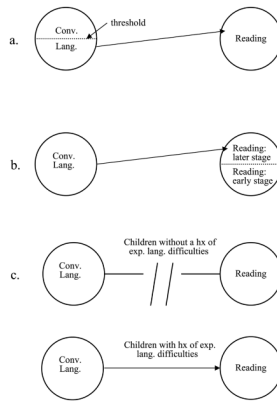 threshold
Conv.
Lang.
Reading
a.
Conv.
Lang.
Reading:
later stage
Reading:
early stage
b.
Children without a hx of
exp. lang. difficulties
c.
Conv.
Lang.
Reading
Children with hx of exp.
lang. difficulties
Conv.
Lang.
Reading